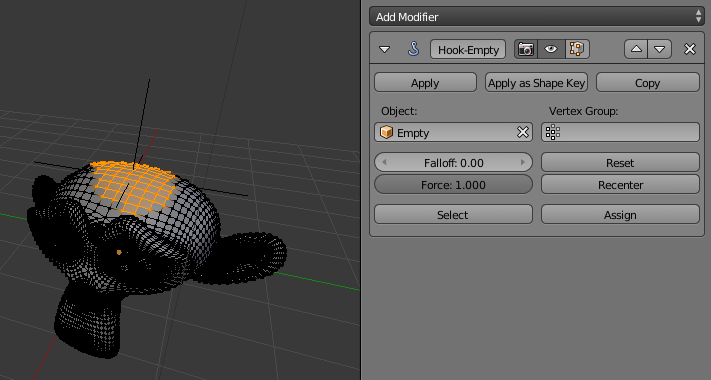 Add Modifier
Hook-Empty
Apply Apply as Shape Key Copy
Object: Vertex Group:
Empty
Falloff: 0.00 Reset
Force: 1.000 Recenter
Select Assign